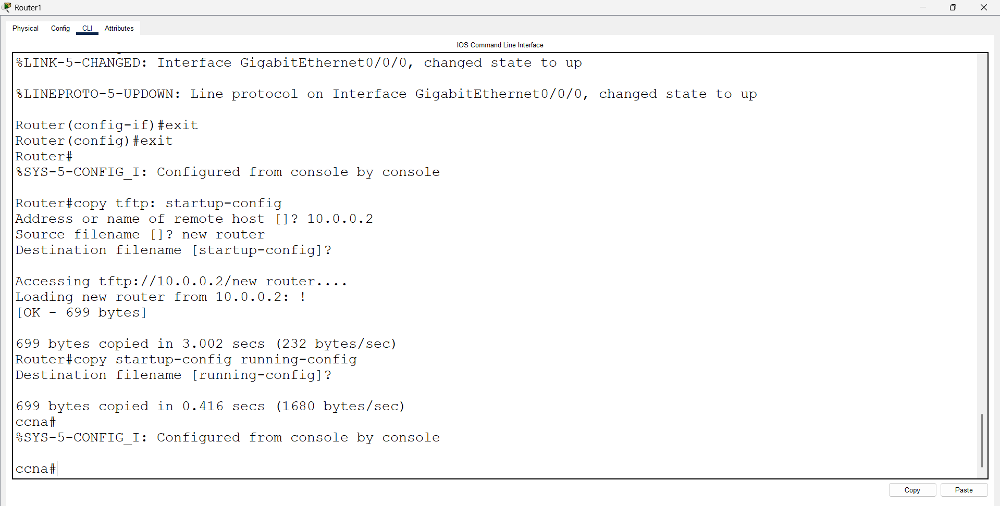 Router1
Physical Config CLI Attributes
IOS Command Line Interface
%LINK-5-CHANGED: Interface GigabitEthernet0/0/0, changed state to up
%LINEPROTO-5-UPDOWN: Line protocol on Interface GigabitEthernet0/0/0, changed state to up
Router(config-if)#exit
Router(config)#exit
Router#
%SYS-5-CONFIG_I: Configured from console by console
Router#copy tftp: startup-config
Address or name of remote host []? 10.0.0.2
Source filename []? new router
Destination filename [startup-config]?
Accessing tftp://10.0.0.2/new router....
Loading new router from 10.0.0.2: !
[OK - 699 bytes]
699 bytes copied in 3.002 secs (232 bytes/sec)
Router#copy startup-config running-config
Destination filename [running-config]?
699 bytes copied in 0.416 secs (1680 bytes/sec)
ccna#
%SYS-5-CONFIG_I: Configured from console by console
ccna#
Copy Paste